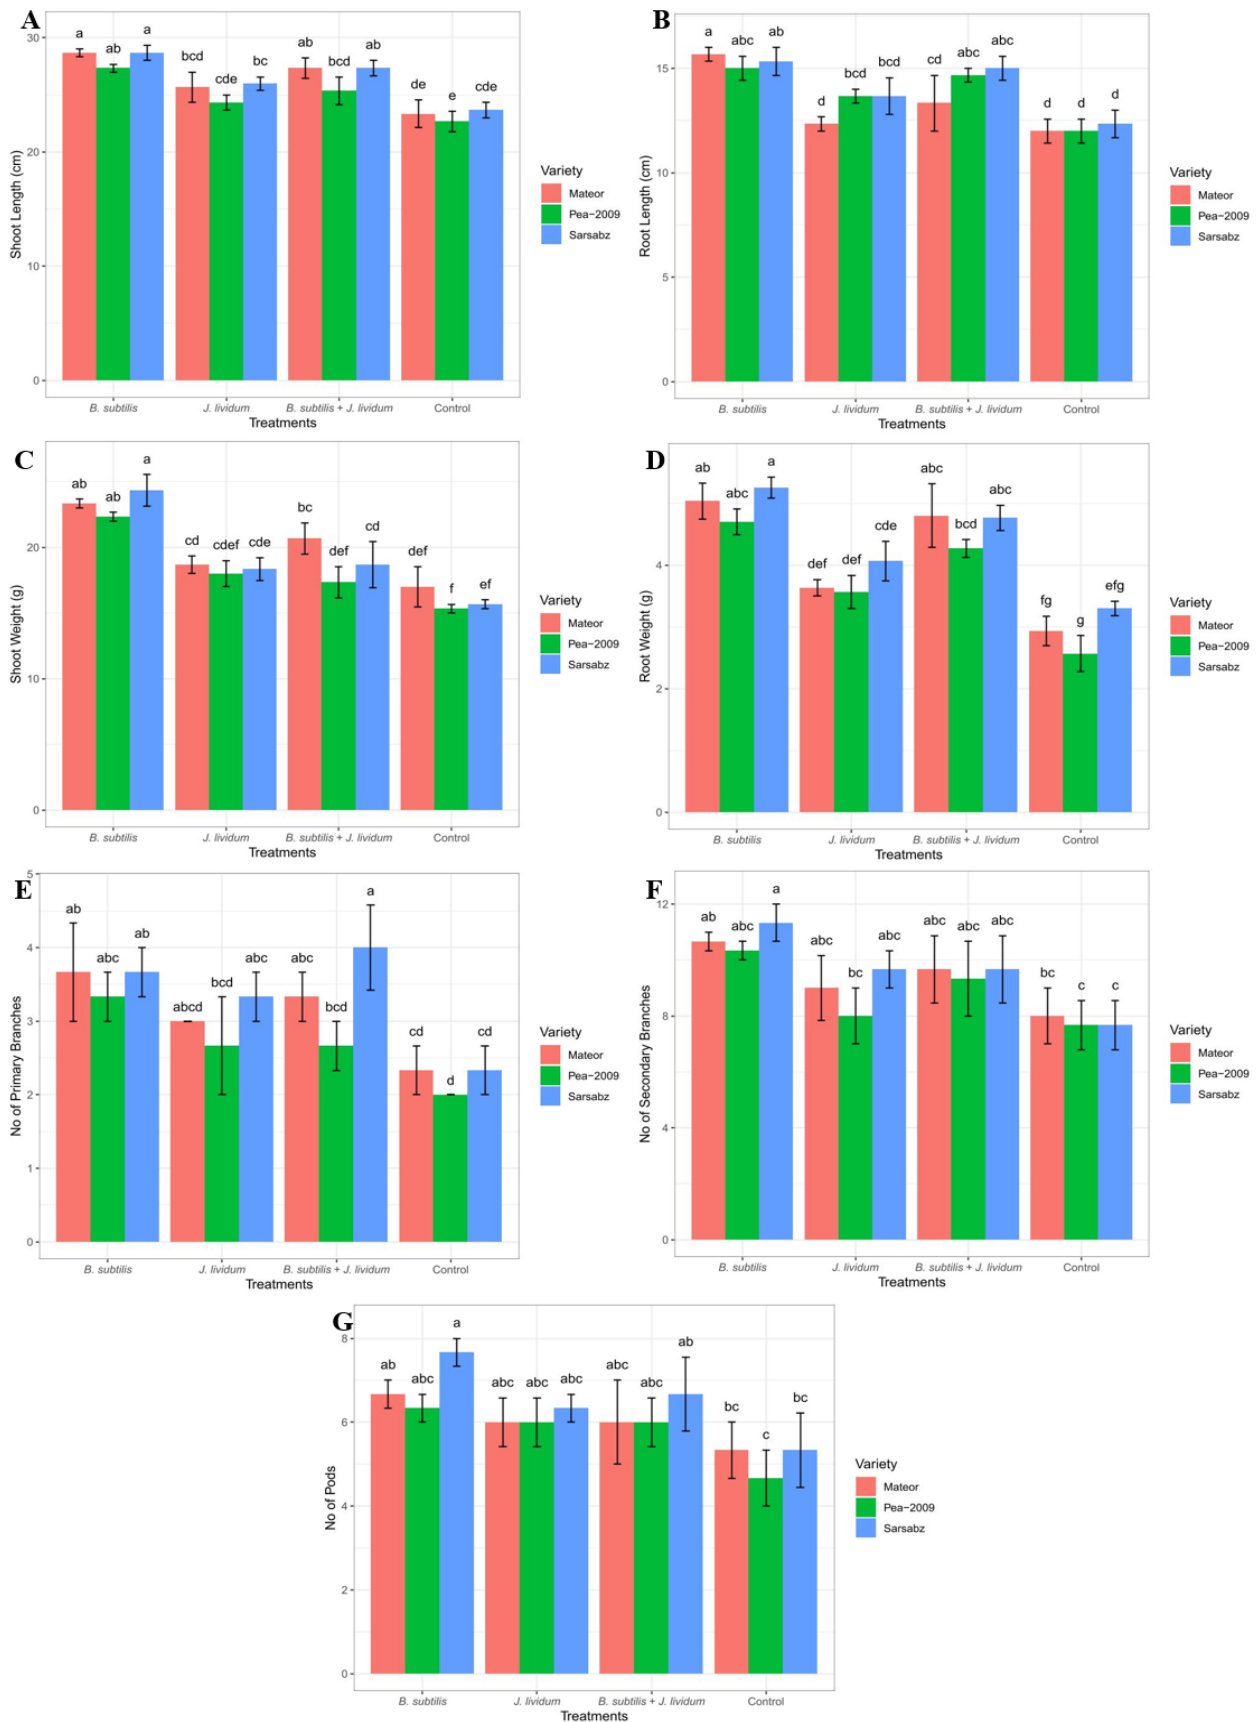 A
a ab a bcd cde bc ab bcd ab de e cde
30
20
10
0
Shoot Length (cm)
B. subtilis J. lividum B. subtilis + J. lividum Control
Treatments
Variety
Mateor
Pea−2009
Sarsabz
B
a abc ab d bcd bcd cd abc abc d d d
15
10
5
0
Root Length (cm)
B. subtilis J. lividum B. subtilis + J. lividum Control
Treatments
Variety
Mateor
Pea−2009
Sarsabz
C
ab ab a cd cdef cde bc def cd def f ef
20
10
0
Shoot Weight (g)
B. subtilis J. lividum B. subtilis + J. lividum Control
Treatments
Variety
Mateor
Pea−2009
Sarsabz
D
ab abc a def def cde abc bcd abc fg g efg
4
2
0
Root Weight (g)
B. subtilis J. lividum B. subtilis + J. lividum Control
Treatments
Variety
Mateor
Pea−2009
Sarsabz
E
ab abc ab abcd bcd abc abc bcd a cd d cd
5
4
3
2
1
0
No of Primary Branches
B. subtilis J. lividum B. subtilis + J. lividum Control
Treatments
Variety
Mateor
Pea−2009
Sarsabz
F
ab abc a abc bc abc abc abc abc bc c c
12
8
4
0
No of Secondary Branches
B. subtilis J. lividum B. subtilis + J. lividum Control
Treatments
Variety
Mateor
Pea−2009
Sarsabz
G
ab abc a abc abc abc abc abc ab bc c bc
8
6
4
2
0
No of Pods
B. subtilis J. lividum B. subtilis + J. lividum Control
Treatments
Variety
Mateor
Pea−2009
Sarsabz